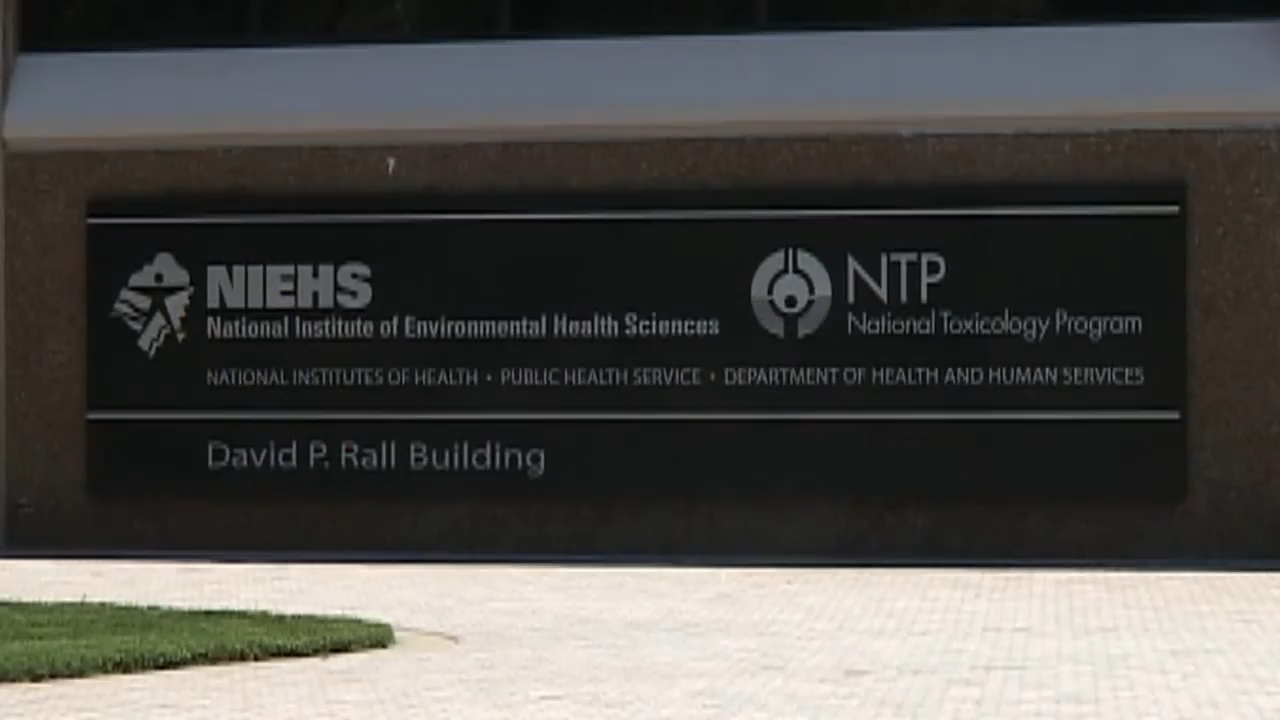 NIEHS
National Institute of Environmental Health Sciences
NTP
National Toxicology Program
NATIONAL INSTITUTES OF HEALTH • PUBLIC HEALTH SERVICE • DEPARTMENT OF HEALTH AND HUMAN SERVICES
David P. Rall Building